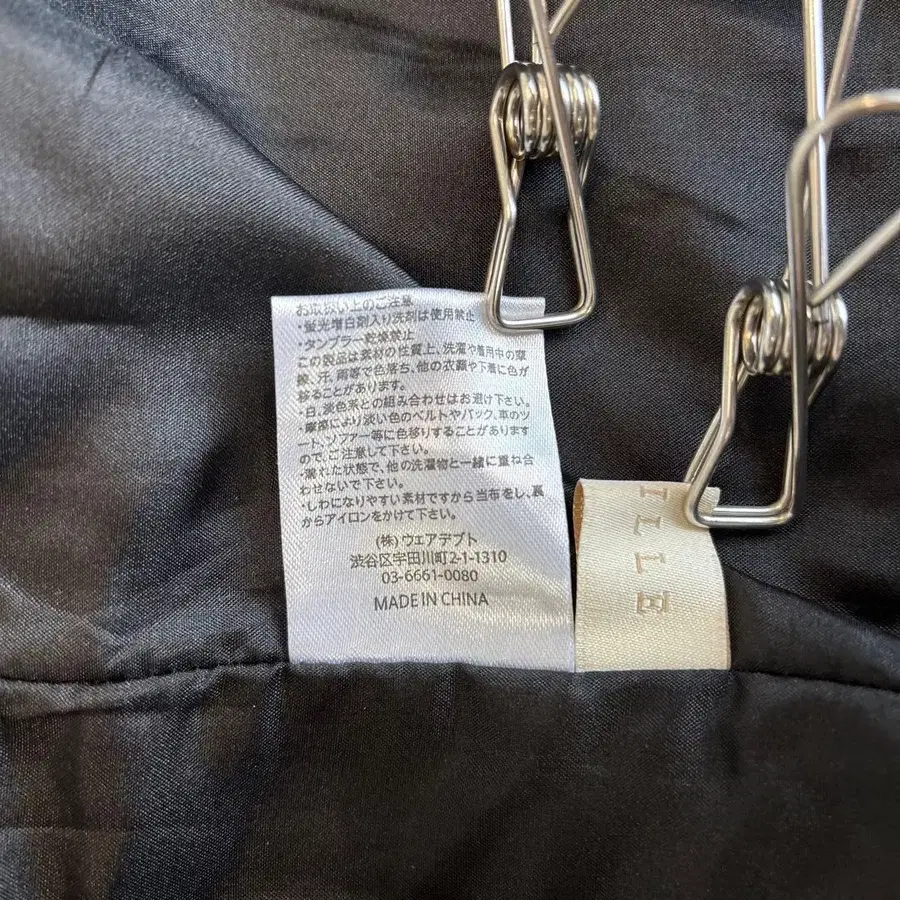 お取扱い上のご注意
・蛍光増白剤入り洗剤は使用禁止
・タンブラー乾燥禁止
この製品は素材の性質上、洗濯や着用中の摩
擦、汗、雨等で色落ち、他の衣類や下着に色が
移ることがあります。
・白、淡色系との組み合わせはお避け下さい。
・摩擦により淡い色のベルトやバック、車のシ
ート、ソファー等に色移りすることがあります
ので、ご注意して下さい。
・濡れた状態で、他の洗濯物と一緒に重ね合
わせないで下さい。
・しわになりやすい素材ですから当布をし、裏
からアイロンをかけて下さい。
(株)ウェアデプト
渋谷区宇田川町2-1-1310
03-6661-0080
MADE IN CHINA
ILLE